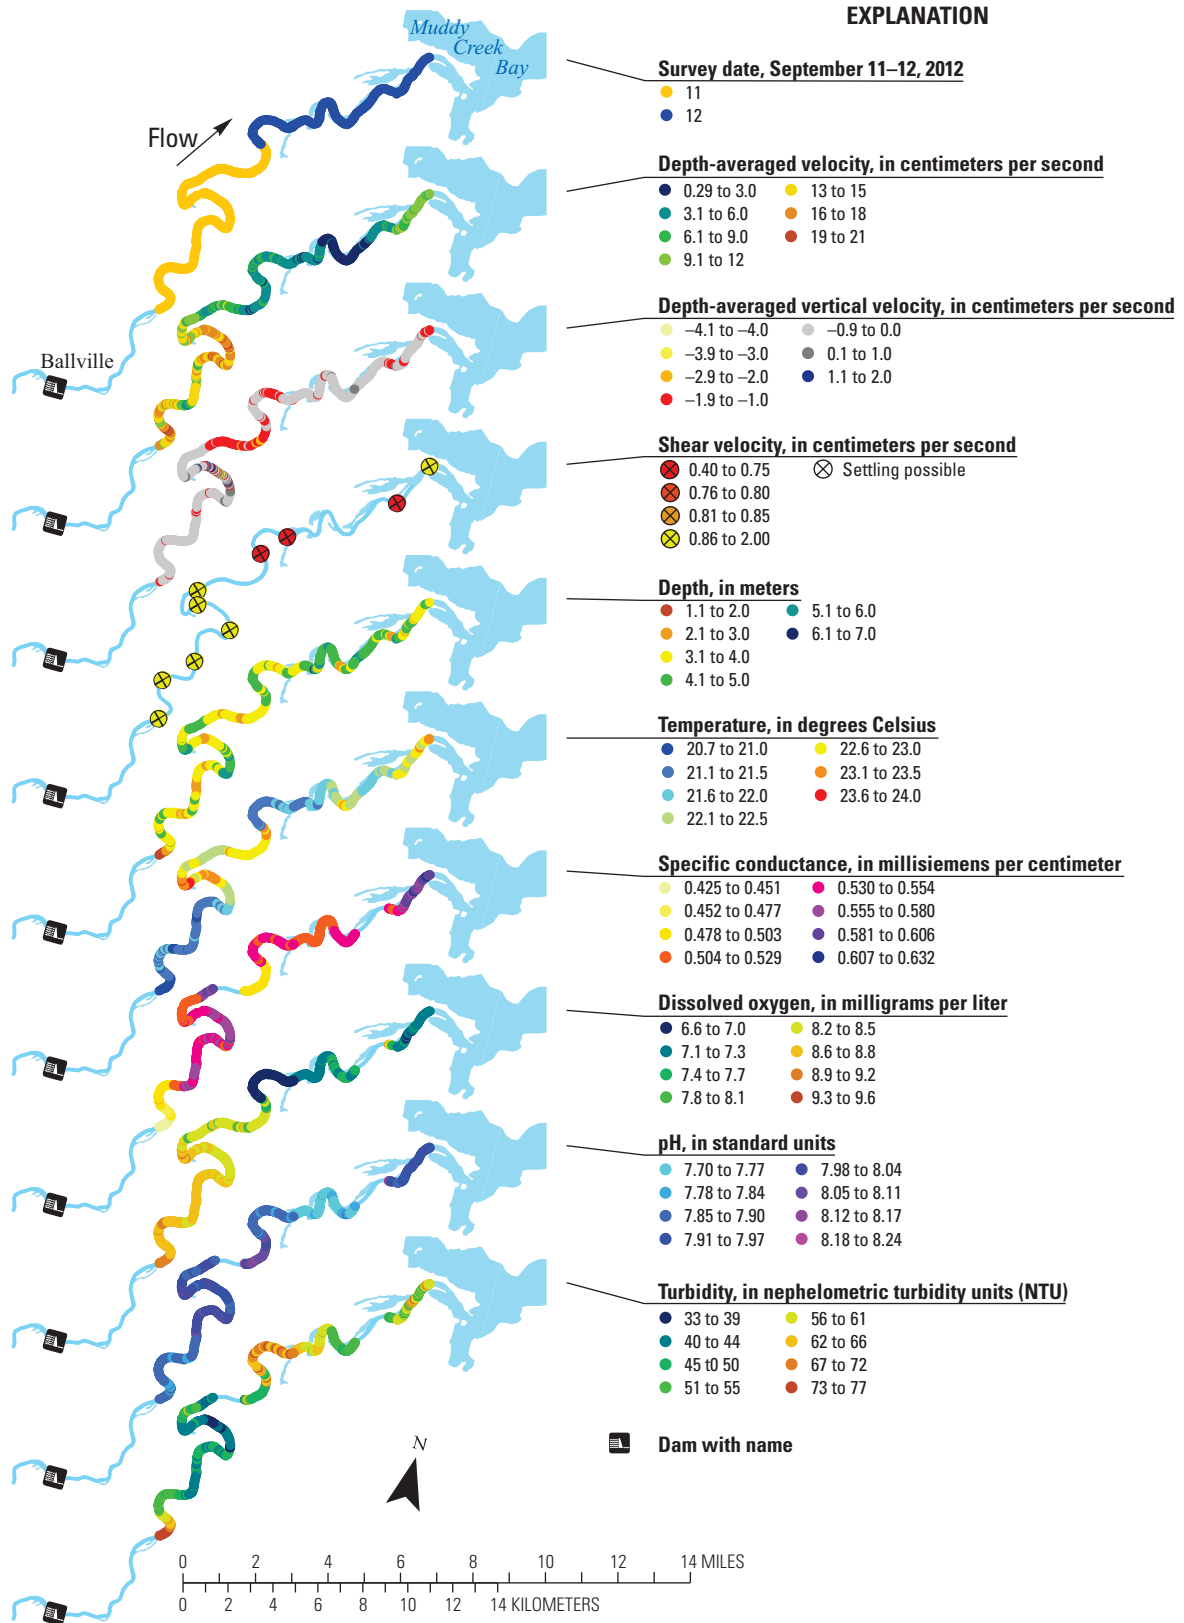 EXPLANATION
Muddy
Creek
Bay
Flow
Ballville
Survey date, September 11–12, 2012
11
12
Depth-averaged velocity, in centimeters per second
0.29 to 3.0
3.1 to 6.0
6.1 to 9.0
9.1 to 12
13 to 15
16 to 18
19 to 21
Depth-averaged vertical velocity, in centimeters per second
–4.1 to –4.0
–3.9 to –3.0
–2.9 to –2.0
–1.9 to –1.0
–0.9 to 0.0
0.1 to 1.0
1.1 to 2.0
Shear velocity, in centimeters per second
0.40 to 0.75
0.76 to 0.80
0.81 to 0.85
0.86 to 2.00
Settling possible
Depth, in meters
1.1 to 2.0
2.1 to 3.0
3.1 to 4.0
4.1 to 5.0
5.1 to 6.0
6.1 to 7.0
Temperature, in degrees Celsius
20.7 to 21.0
21.1 to 21.5
21.6 to 22.0
22.1 to 22.5
22.6 to 23.0
23.1 to 23.5
23.6 to 24.0
Specific conductance, in millisiemens per centimeter
0.425 to 0.451
0.452 to 0.477
0.478 to 0.503
0.504 to 0.529
0.530 to 0.554
0.555 to 0.580
0.581 to 0.606
0.607 to 0.632
Dissolved oxygen, in milligrams per liter
6.6 to 7.0
7.1 to 7.3
7.4 to 7.7
7.8 to 8.1
8.2 to 8.5
8.6 to 8.8
8.9 to 9.2
9.3 to 9.6
pH, in standard units
7.70 to 7.77
7.78 to 7.84
7.85 to 7.90
7.91 to 7.97
7.98 to 8.04
8.05 to 8.11
8.12 to 8.17
8.18 to 8.24
Turbidity, in nephelometric turbidity units (NTU)
33 to 39
40 to 44
45 t0 50
51 to 55
56 to 61
62 to 66
67 to 72
73 to 77
Dam with name
N
0 2 4 6 8 10 12 14 MILES
0 2 4 6 8 10 12 14 KILOMETERS